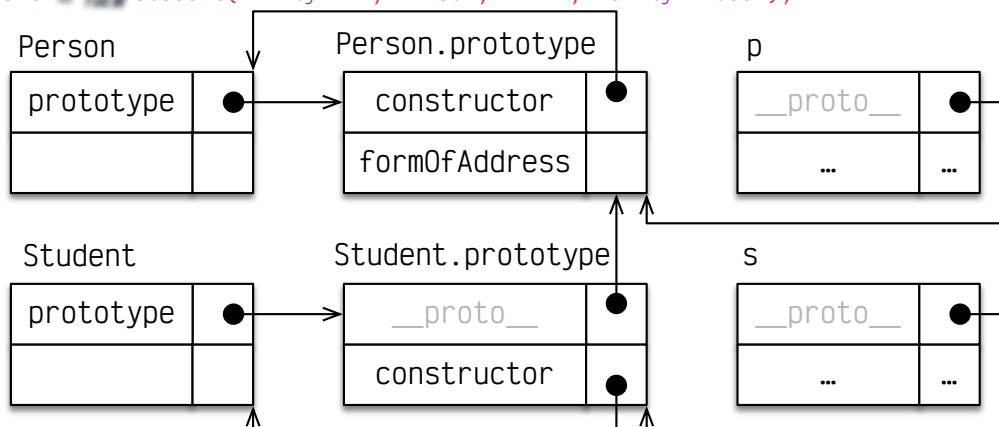 Person Person.prototype p
prototype constructor __proto__
formOfAddress … …
Student Student.prototype s
prototype __proto__ __proto__
constructor … …